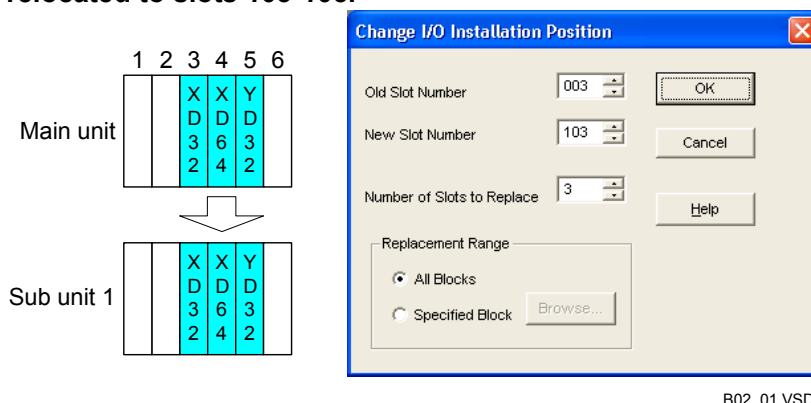 relocated to slots 103-105.
1 2 3 4 5 6
Main unit
X X Y
D D D
3 6 3
2 4 2
Sub unit 1
X X Y
D D D
3 6 3
2 4 2
Change I/O Installation Position
Old Slot Number 003 OK
New Slot Number 103 Cancel
Number of Slots to Replace 3 Help
Replacement Range
All Blocks
Specified Block Browse...
B02_01.VSD